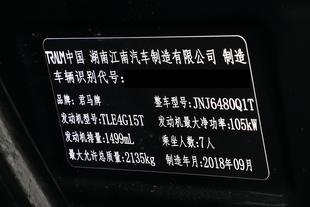 TRALM中国 湖南江南汽车制造有限公司 制造
车辆识别代号:
品牌:君马牌 整车型号:JNJ6480Q1T
发动机型号:TLE4G15T 发动机最大净功率:105kW
发动机排量:1499mL 乘坐人数:7人
最大允许总质量:2135kg 制造年月:2018年09月